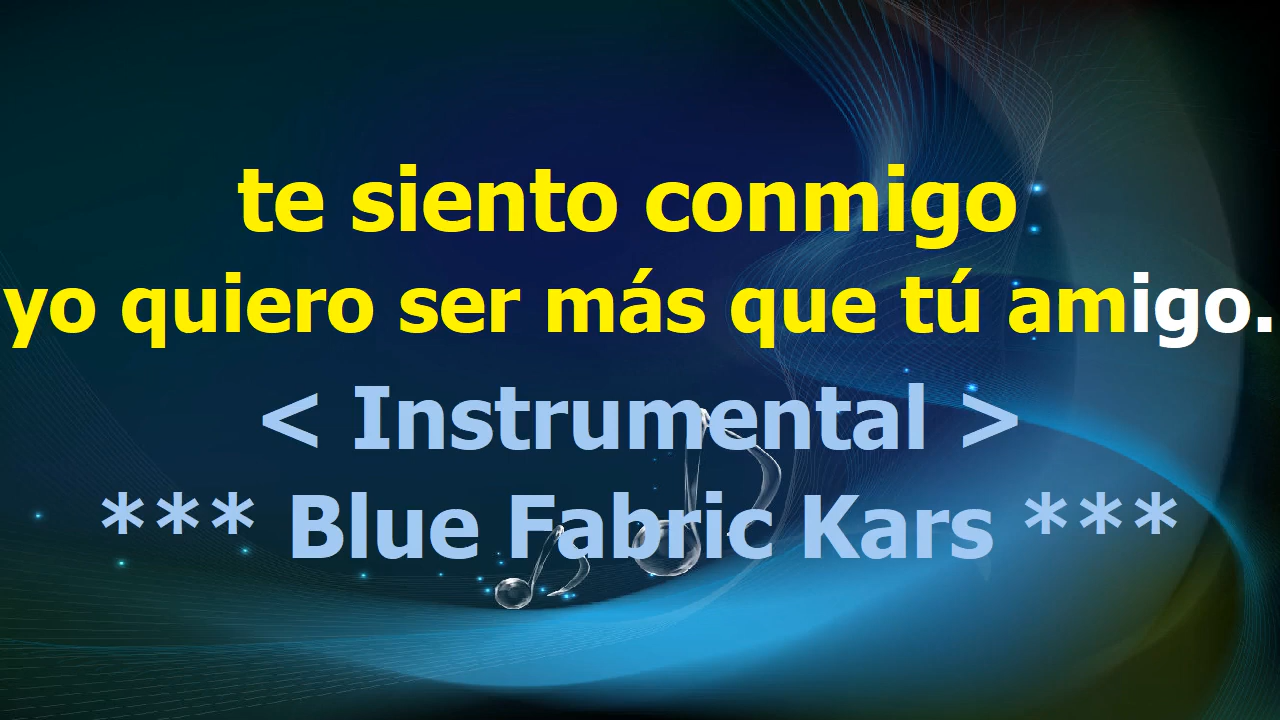 te siento conmigo
yo quiero ser más que tú amigo.
< Instrumental >
*** Blue Fabric Kars ***